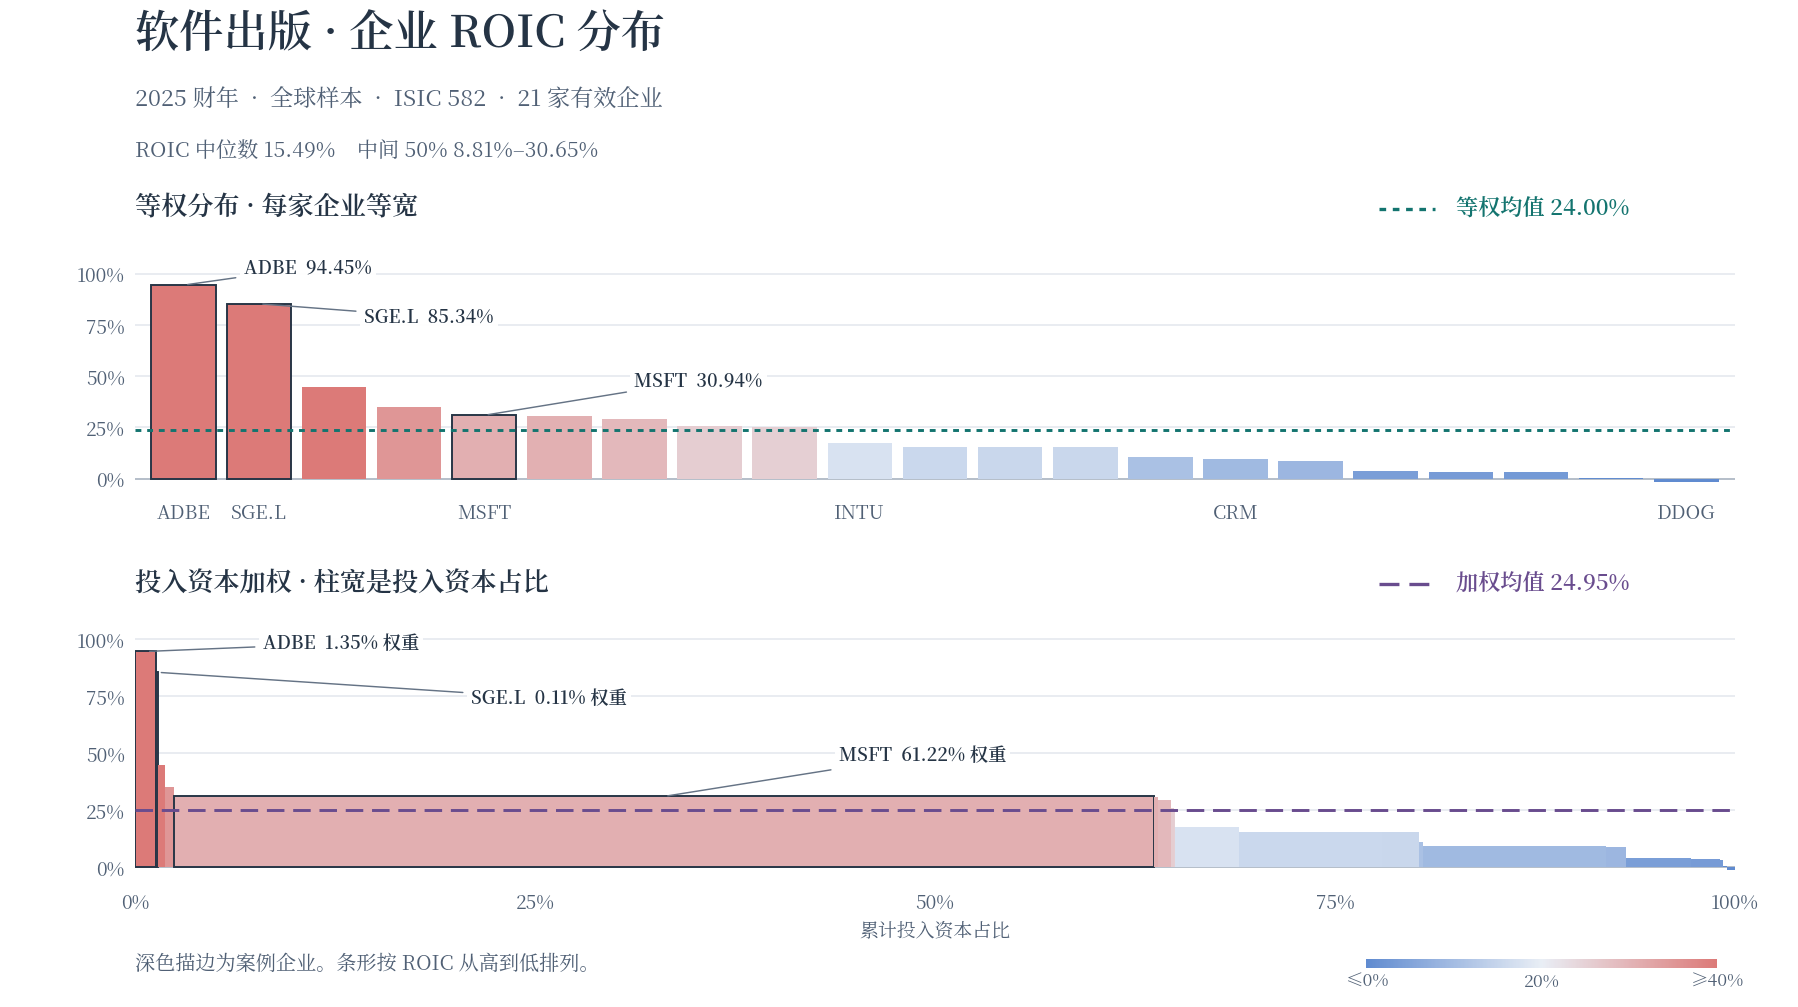 软件出版 · 企业 ROIC 分布
2025 财年 · 全球样本 · ISIC 582 · 21 家有效企业
ROIC 中位数 15.49% 中间 50% 8.81%–30.65%
等权分布 · 每家企业等宽
等权均值 24.00%
100%
75%
50%
25%
0%
ADBE 94.45%
SGE.L 85.34%
MSFT 30.94%
ADBE SGE.L MSFT INTU CRM DDOG
投入资本加权 · 柱宽是投入资本占比
加权均值 24.95%
100%
75%
50%
25%
0%
ADBE 1.35% 权重
SGE.L 0.11% 权重
MSFT 61.22% 权重
0% 25% 50% 75% 100%
累计投入资本占比
深色描边为案例企业。条形按 ROIC 从高到低排列。
≤0% 20% ≥40%